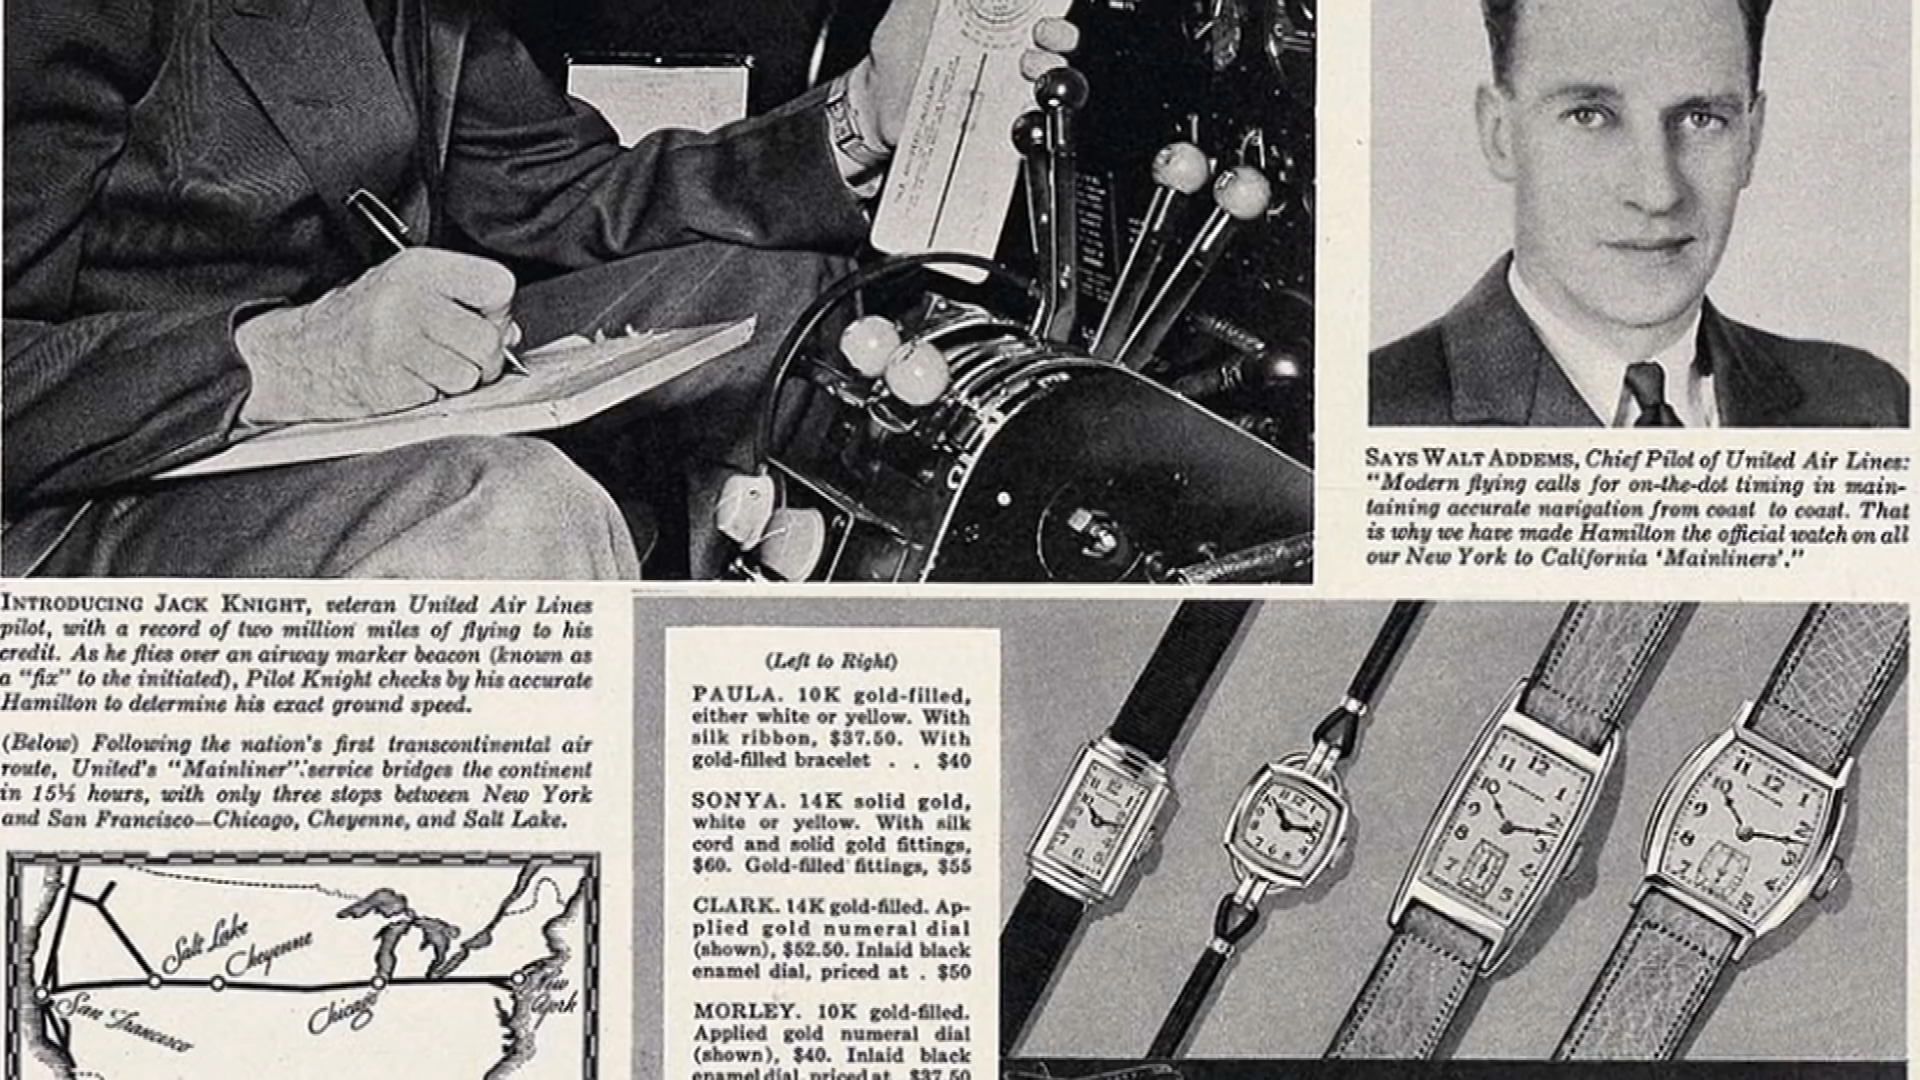 SAYS WALT ADDEMS, Chief Pilot of United Air Lines:
"Modern flying calls for on-the-dot timing in main-
taining accurate navigation from coast to coast. That
is why we have made Hamilton the official watch on all
our New York to California 'Mainliners'."
INTRODUCING JACK KNIGHT, veteran United Air Lines
pilot, with a record of two million miles of flying to his
credit. As he flies over an airway marker beacon (known as
a "fix" to the initiated), Pilot Knight checks by his accurate
Hamilton to determine his exact ground speed.
(Below) Following the nation's first transcontinental air
route, United's "Mainliner" service bridges the continent
in 15½ hours, with only three stops between New York
and San Francisco—Chicago, Cheyenne, and Salt Lake.
Salt Lake
Cheyenne
San Francisco
Chicago
New
York
(Left to Right)
PAULA. 10K gold-filled,
either white or yellow. With
silk ribbon, $37.50. With
gold-filled bracelet . . $40
SONYA. 14K solid gold,
white or yellow. With silk
cord and solid gold fittings,
$60. Gold-filled fittings, $55
CLARK. 14K gold-filled. Ap-
plied gold numeral dial
(shown), $52.50. Inlaid black
enamel dial, priced at . $50
MORLEY. 10K gold-filled.
Applied gold numeral dial
(shown), $40. Inlaid black
enamel dial, priced at $37.50